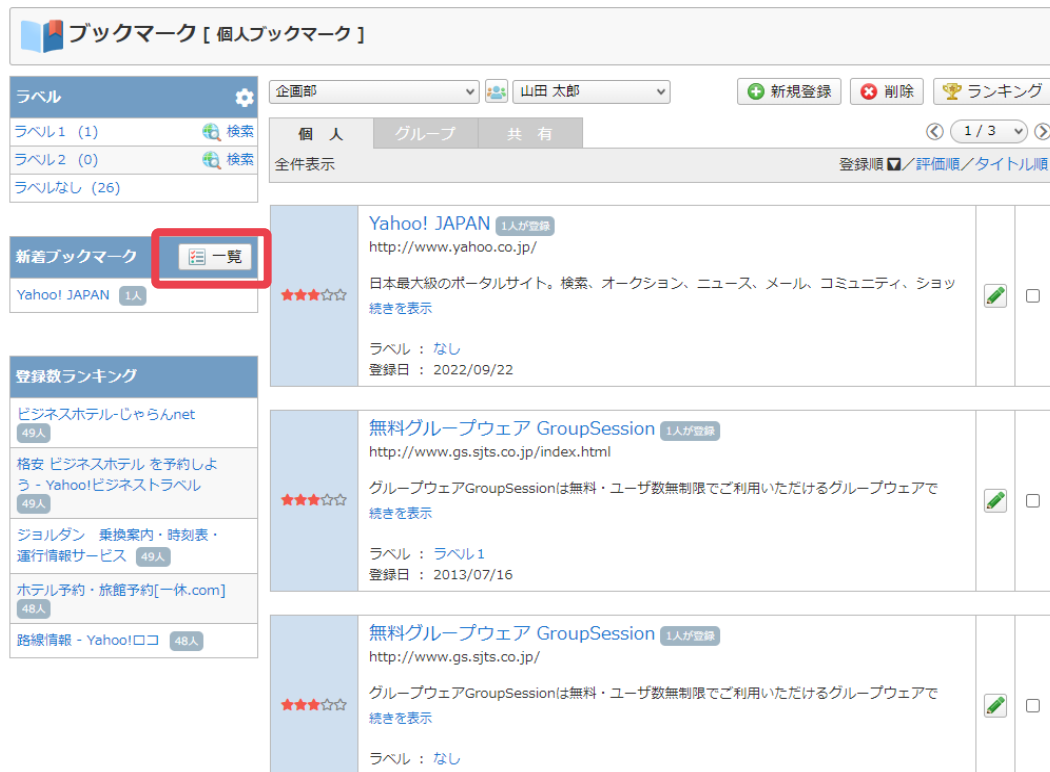 ブックマーク [ 個人ブックマーク ]
ラベル
ラベル１ (1) 検索
ラベル２ (0) 検索
ラベルなし (26)
新着ブックマーク 一覧
Yahoo! JAPAN 1人
登録数ランキング
ビジネスホテル-じゃらんnet
49人
格安 ビジネスホテル を予約しよ
う - Yahoo!ビジネストラベル
49人
ジョルダン　乗換案内・時刻表・
運行情報サービス 49人
ホテル予約・旅館予約[一休.com]
48人
路線情報 - Yahoo!ロコ 48人
企画部 山田 太郎 新規登録 削除 ランキング
個 人 グループ 共 有 1 / 3
全件表示 登録順／評価順／タイトル順
Yahoo! JAPAN 1人が登録
http://www.yahoo.co.jp/
日本最大級のポータルサイト。検索、オークション、ニュース、メール、コミュニティ、ショッ
★★★☆☆
続きを表示
ラベル ： なし
登録日 ： 2022/09/22
無料グループウェア GroupSession 1人が登録
http://www.gs.sjts.co.jp/index.html
グループウェアGroupSessionは無料・ユーザ数無制限でご利用いただけるグループウェアで
★★★☆☆
続きを表示
ラベル ： ラベル１
登録日 ： 2013/07/16
無料グループウェア GroupSession 1人が登録
http://www.gs.sjts.co.jp/
グループウェアGroupSessionは無料・ユーザ数無制限でご利用いただけるグループウェアで
★★★☆☆
続きを表示
ラベル ： なし